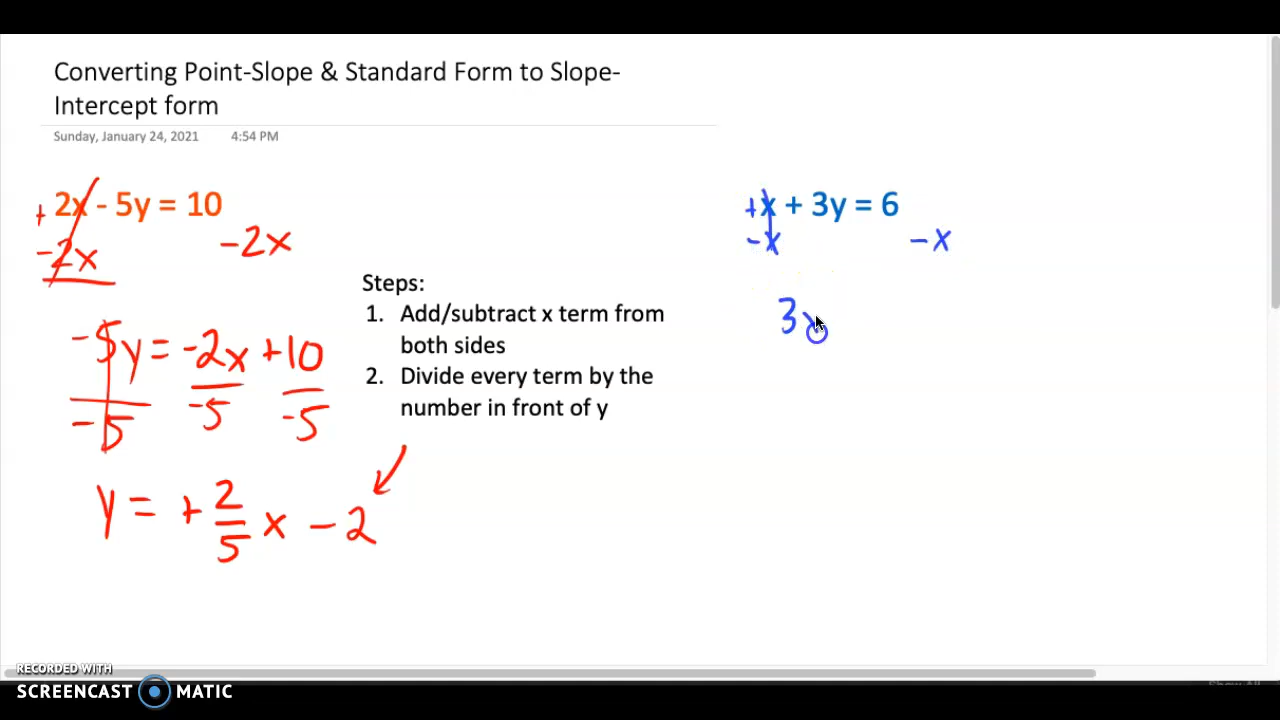 Converting Point-Slope & Standard Form to Slope-
Intercept form
Sunday, January 24, 2021 4:54 PM
+ 2x - 5y = 10
-2x -2x
-5y = -2x +10
-5 -5 -5
y = + 2/5 x - 2
Steps:
1. Add/subtract x term from
both sides
2. Divide every term by the
number in front of y
+x + 3y = 6
-x -x
3
RECORDED WITH
SCREENCAST MATIC